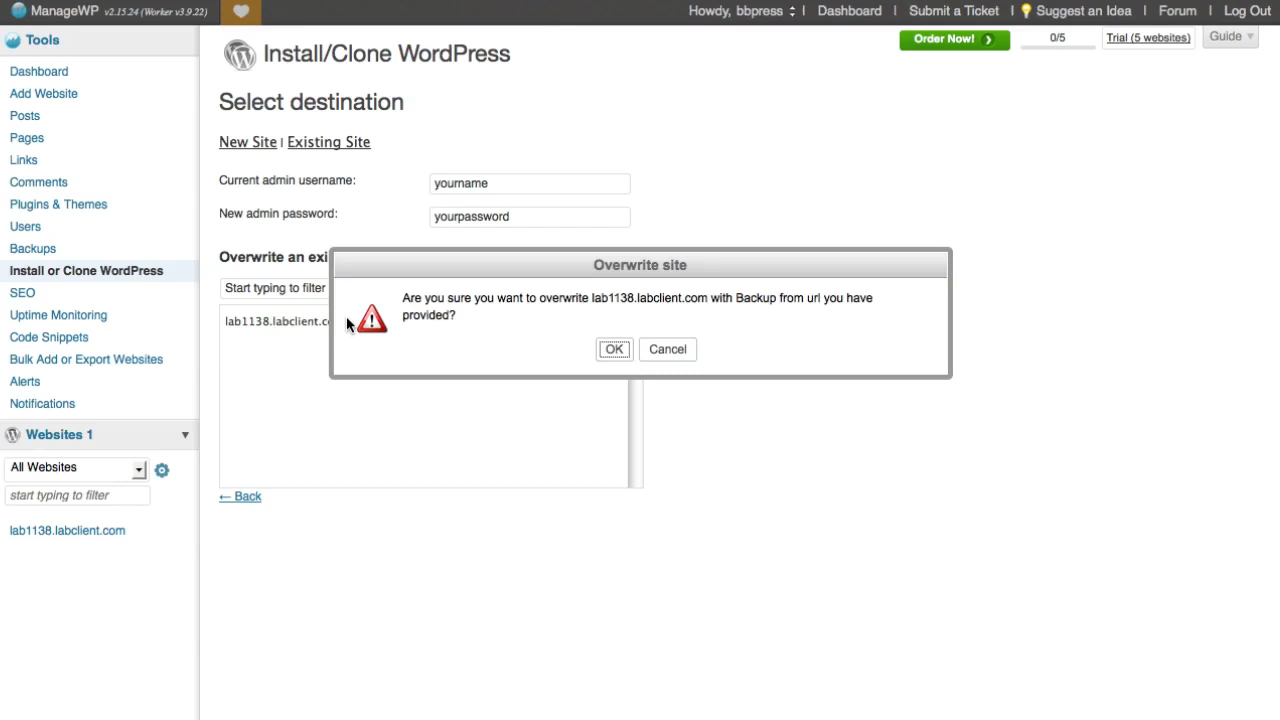 ManageWP v2.15.24 (Worker v3.9.22)
Howdy, bbpress | Dashboard | Submit a Ticket | Suggest an Idea | Forum | Log Out
Tools
Dashboard
Add Website
Posts
Pages
Links
Comments
Plugins & Themes
Users
Backups
Install or Clone WordPress
SEO
Uptime Monitoring
Code Snippets
Bulk Add or Export Websites
Alerts
Notifications
Websites 1
All Websites
start typing to filter
lab1138.labclient.com
Install/Clone WordPress
Order Now!
0/5
Trial (5 websites)
Guide
Select destination
New Site | Existing Site
Current admin username:
yourname
New admin password:
yourpassword
Overwrite an exi
Start typing to filter
lab1138.labclient.co
← Back
Overwrite site
Are you sure you want to overwrite lab1138.labclient.com with Backup from url you have
provided?
OK
Cancel